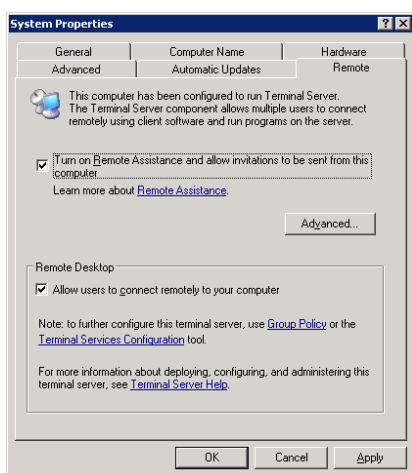 System Properties
General
Computer Name
Hardware
Advanced
Automatic Updates
Remote
This computer has been configured to run Terminal Server.
The Terminal Server component allows multiple users to connect
remotely using client software and run programs on the server.
Turn on Remote Assistance and allow invitations to be sent from this
computer
Learn more about Remote Assistance.
Advanced...
Remote Desktop
Allow users to connect remotely to your computer
Note: to further configure this terminal server, use Group Policy or the
Terminal Services Configuration tool.
For more information about deploying, configuring, and administering this
terminal server, see Terminal Server Help.
OK
Cancel
Apply